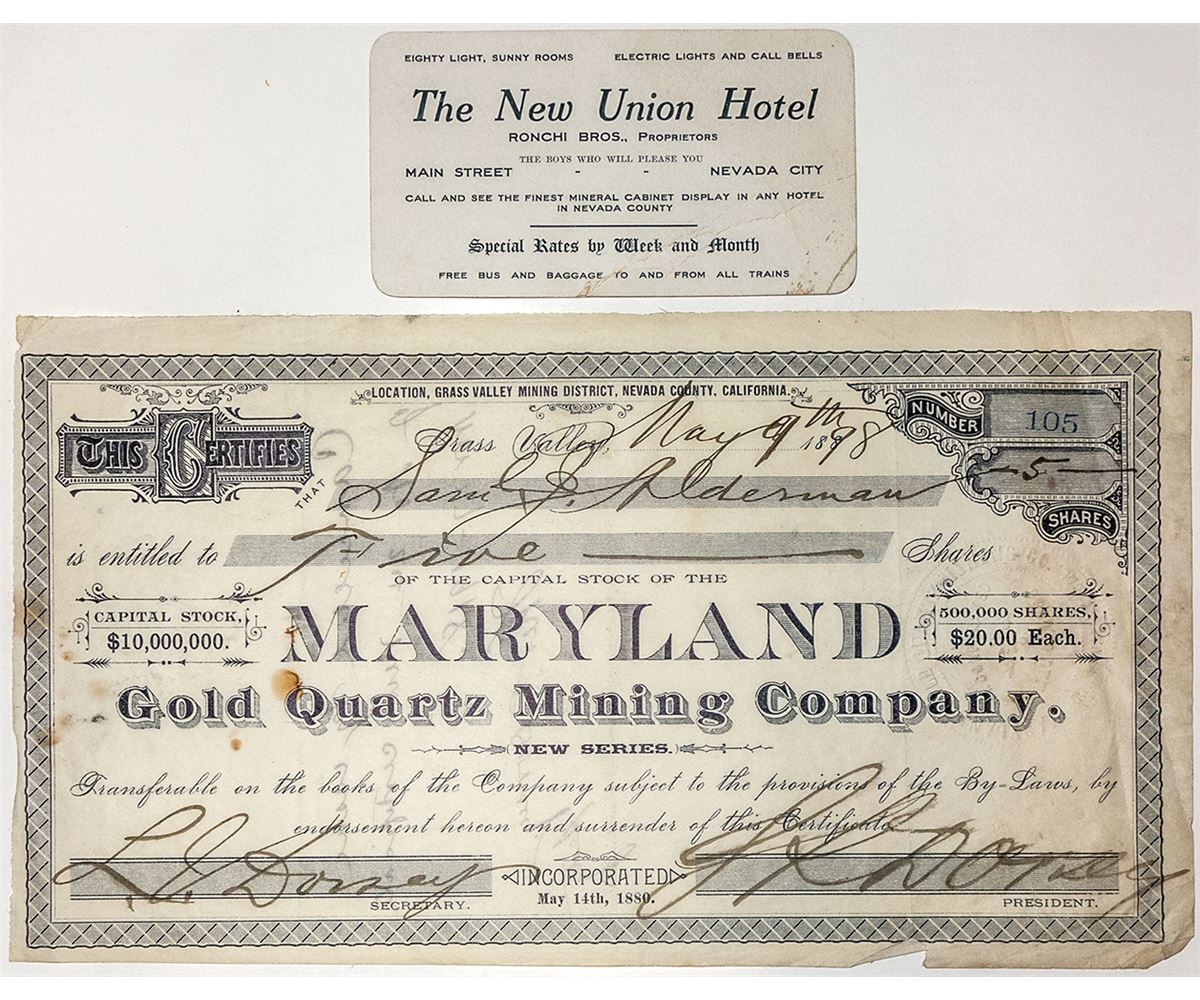 EIGHTY LIGHT, SUNNY ROOMS ELECTRIC LIGHTS AND CALL BELLS
The New Union Hotel
RONCHI BROS., PROPRIETORS
THE BOYS WHO WILL PLEASE YOU
MAIN STREET - - NEVADA CITY
CALL AND SEE THE FINEST MINERAL CABINET DISPLAY IN ANY HOTEL
IN NEVADA COUNTY
Special Rates by Week and Month
FREE BUS AND BAGGAGE TO AND FROM ALL TRAINS
LOCATION, GRASS VALLEY MINING DISTRICT, NEVADA COUNTY, CALIFORNIA.
NUMBER 105
Grass Valley, May 9th 1898
THIS CERTIFIES
THAT Saml J. Alderman
-5-
SHARES
is entitled to Five Shares
OF THE CAPITAL STOCK OF THE
CAPITAL STOCK,
$10,000,000.
MARYLAND
500,000 SHARES,
$20.00 Each.
Gold Quartz Mining Company.
NEW SERIES.
Transferable on the books of the Company subject to the provisions of the By-Laws, by
endorsement hereon and surrender of this Certificate.
Dorsey
SECRETARY.
INCORPORATED
May 14th, 1880.
Dorsey
PRESIDENT.